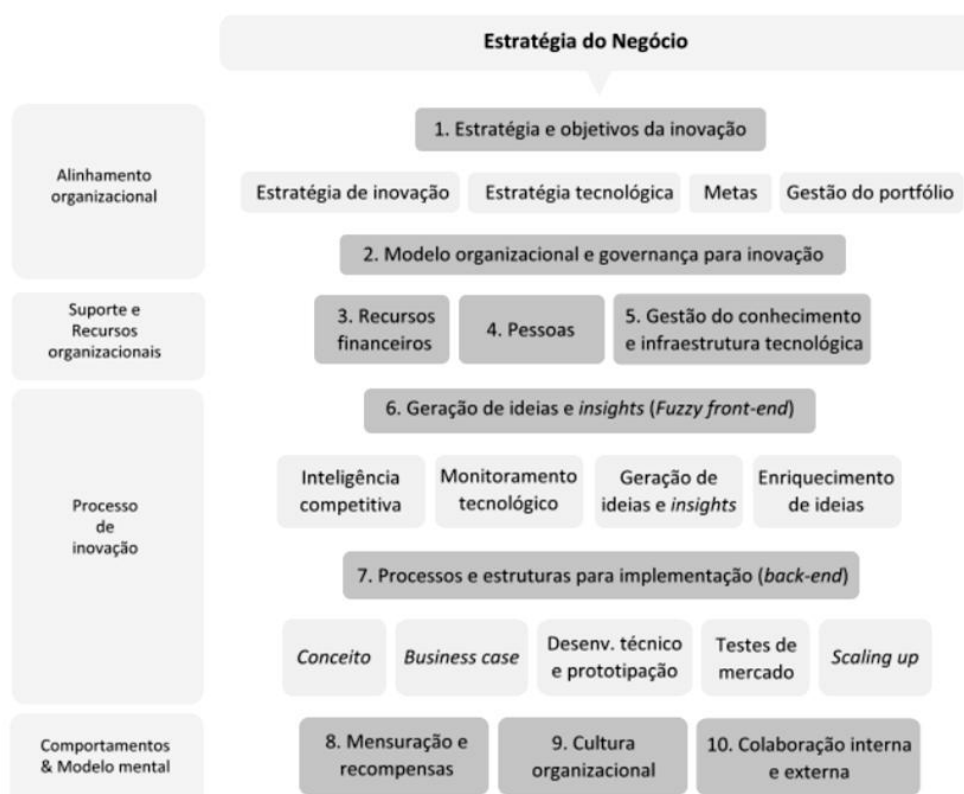 Estratégia do Negócio
1. Estratégia e objetivos da inovação
Alinhamento
organizacional
Estratégia de inovação
Estratégia tecnológica
Metas
Gestão do portfólio
2. Modelo organizacional e governança para inovação
Suporte e
Recursos
organizacionais
3. Recursos
financeiros
4. Pessoas
5. Gestão do conhecimento
e infraestrutura tecnológica
Processo
de
inovação
6. Geração de ideias e insights (Fuzzy front-end)
Inteligência
competitiva
Monitoramento
tecnológico
Geração de
ideias e insights
Enriquecimento
de ideias
7. Processos e estruturas para implementação (back-end)
Conceito
Business case
Desenv. técnico
e prototipação
Testes de
mercado
Scaling up
Comportamentos
& Modelo mental
8. Mensuração e
recompensas
9. Cultura
organizacional
10. Colaboração interna
e externa